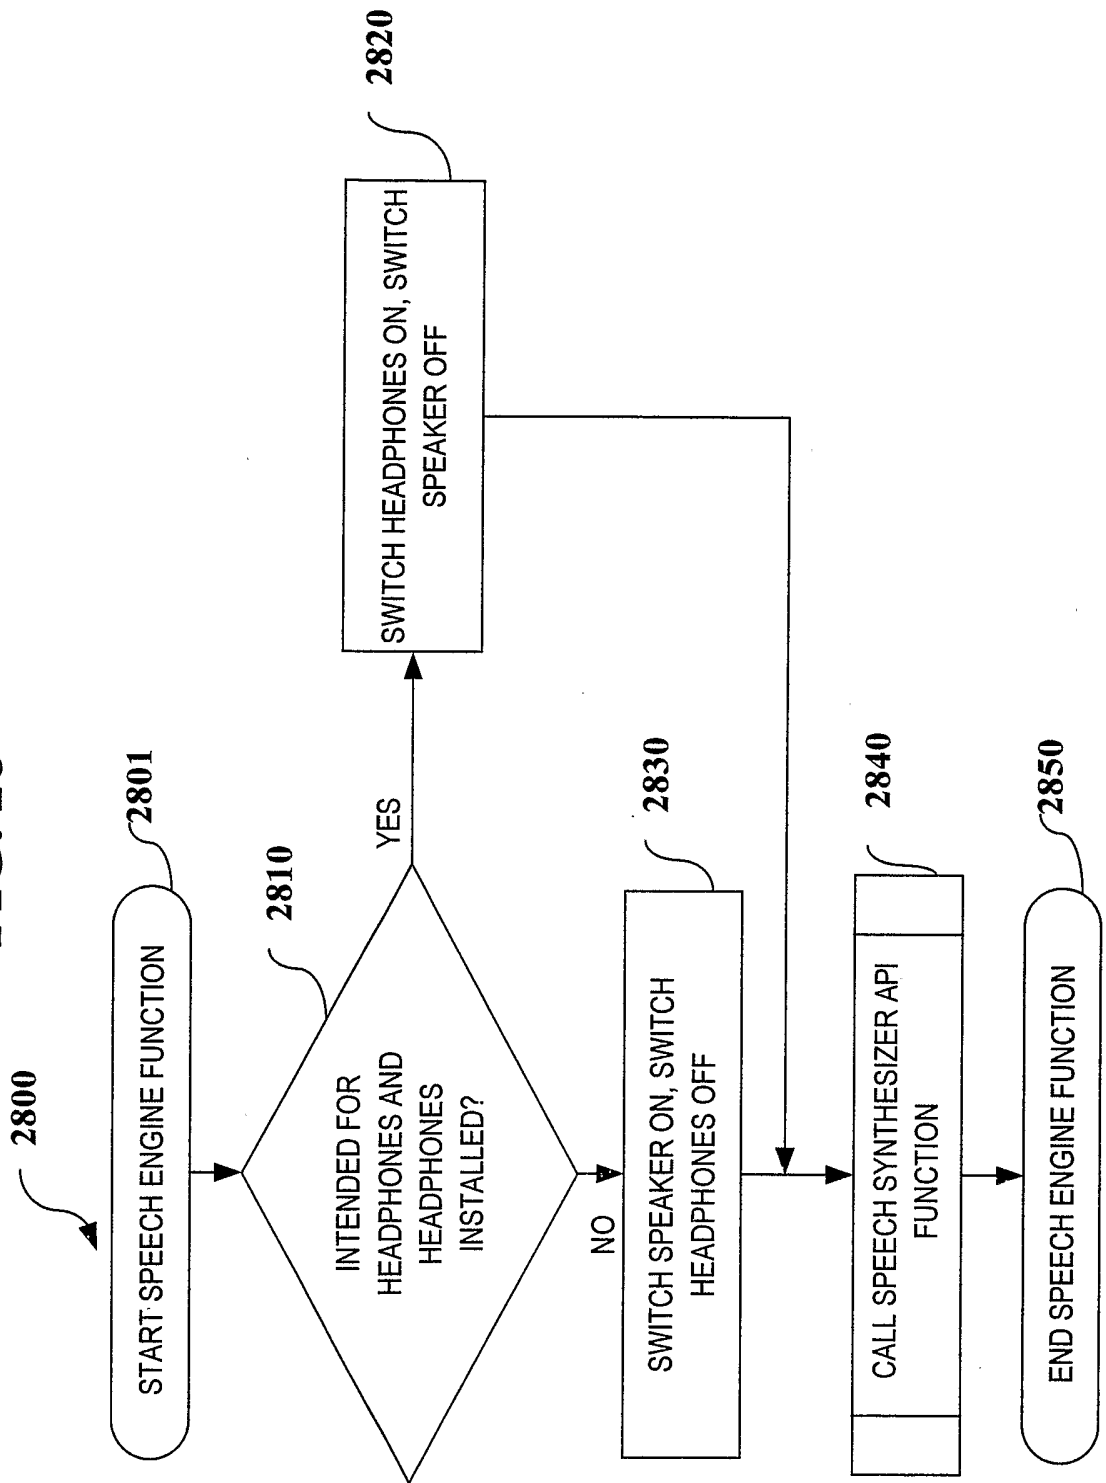 2800
START SPEECH ENGINE FUNCTION
2801
INTENDED FOR
HEADPHONES AND
HEADPHONES
INSTALLED?
2810
YES
SWITCH HEADPHONES ON, SWITCH
SPEAKER OFF
2820
NO
SWITCH SPEAKER ON, SWITCH
HEADPHONES OFF
2830
CALL SPEECH SYNTHESIZER API
FUNCTION
2840
END SPEECH ENGINE FUNCTION
2850